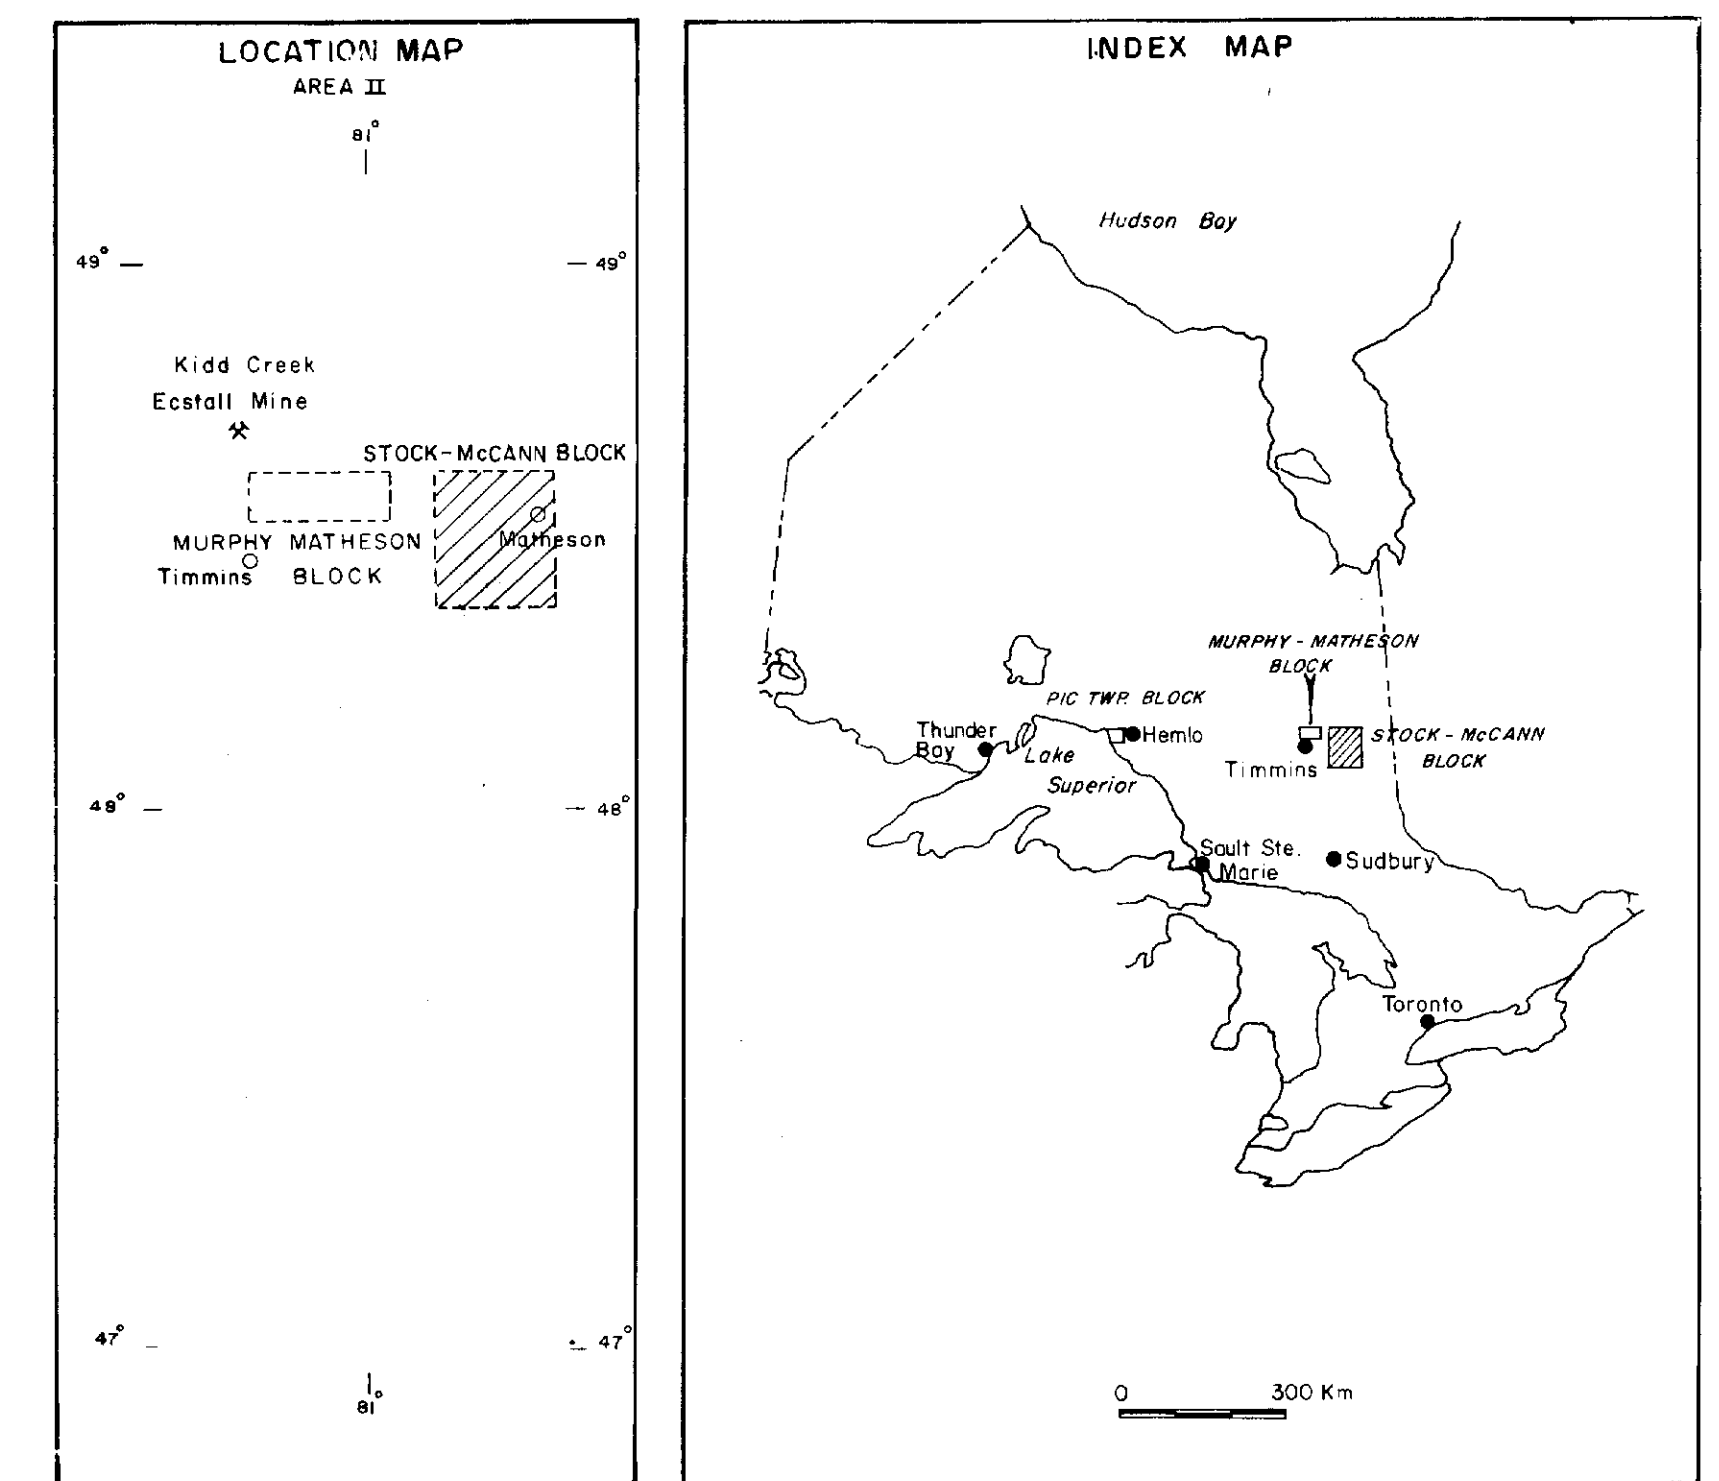 LOCATION MAP
AREA II
81°
49°
49°
Kidd Creek
Ecstall Mine
STOCK-McCANN BLOCK
Matheson
MURPHY MATHESON
BLOCK
Timmins
48°
48°
47°
47°
81°
INDEX MAP
Hudson Bay
MURPHY - MATHESON
BLOCK
PIC TWP. BLOCK
Thunder
Bay
Lake
Superior
Hemlo
STOCK - McCANN
BLOCK
Timmins
Sault Ste.
Marie
Sudbury
Toronto
0 300 Km